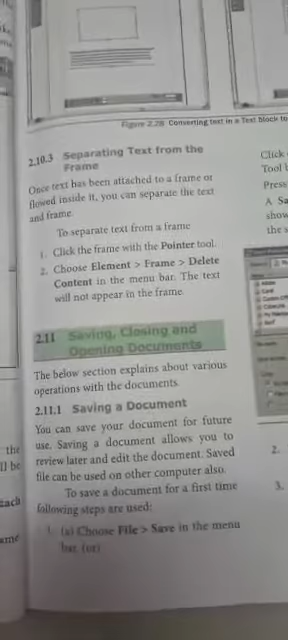 Figure 2.28 Converting text in a Text block to
2.10.3 Separating Text from the
Frame
Once text has been attached to a frame or
flowed inside it, you can separate the text
and frame.
To separate text from a frame
1. Click the frame with the Pointer tool.
2. Choose Element > Frame > Delete
Content in the menu bar. The text
will not appear in the frame.
2.11 Saving, Closing and
Opening Documents
The below section explains about various
operations with the documents.
2.11.1 Saving a Document
You can save your document for future
use. Saving a document allows you to
review later and edit the document. Saved
file can be used on other computer also.
To save a document for a first time
following steps are used:
1. (a) Choose File > Save in the menu
bar. (or)
the
Click
Tool
Press
A Sa
show
the s
2.
3.